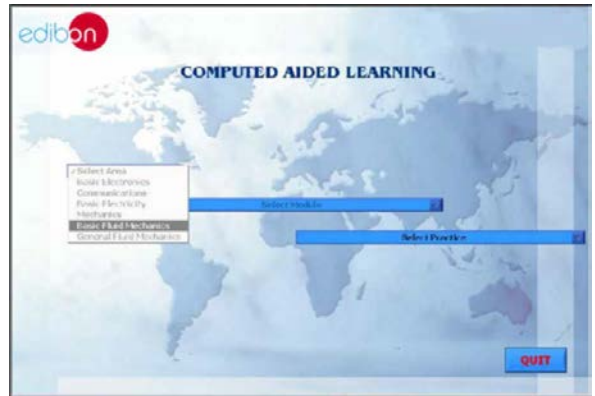 edibon
COMPUTED AIDED LEARNING
Select Area
Basic Electronics
Communications
Basic Electricity
Mechanics
Basic Fluid Mechanics
General Fluid Mechanics
Select Module
Select Practice
QUIT